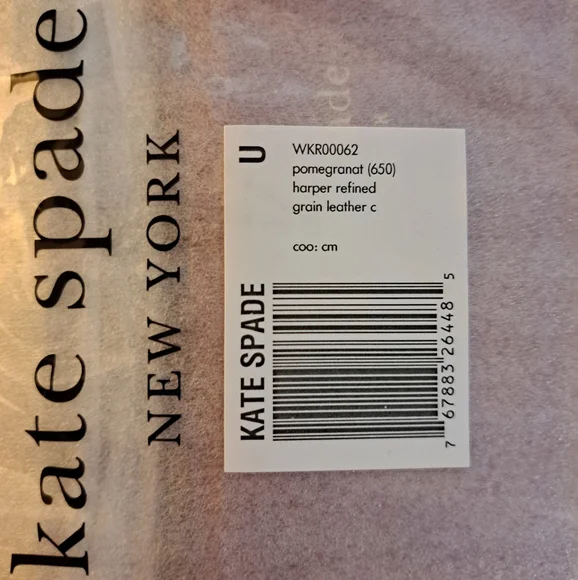 kate spade
NEW YORK
U
WKR00062
pomegranat (650)
harper refined
grain leather c
coo: cm
KATE SPADE
7 67883 26448 5